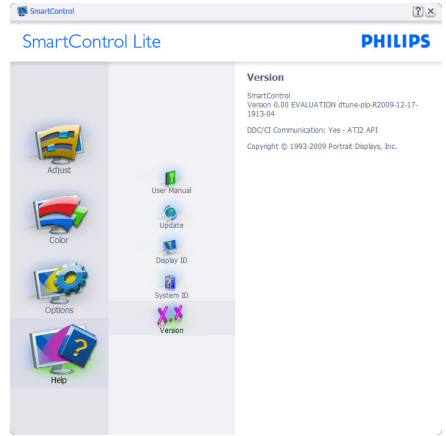 SmartControl
SmartControl Lite
PHILIPS
Adjust
Color
Options
Help
User Manual
Update
Display ID
System ID
X.X
Version
Version
SmartControl
Version 0.00 EVALUATION dtune-plp-R2009-12-17-
1913-04
DDC/CI Communication: Yes - ATI2 API
Copyright © 1993-2009 Portrait Displays, Inc.